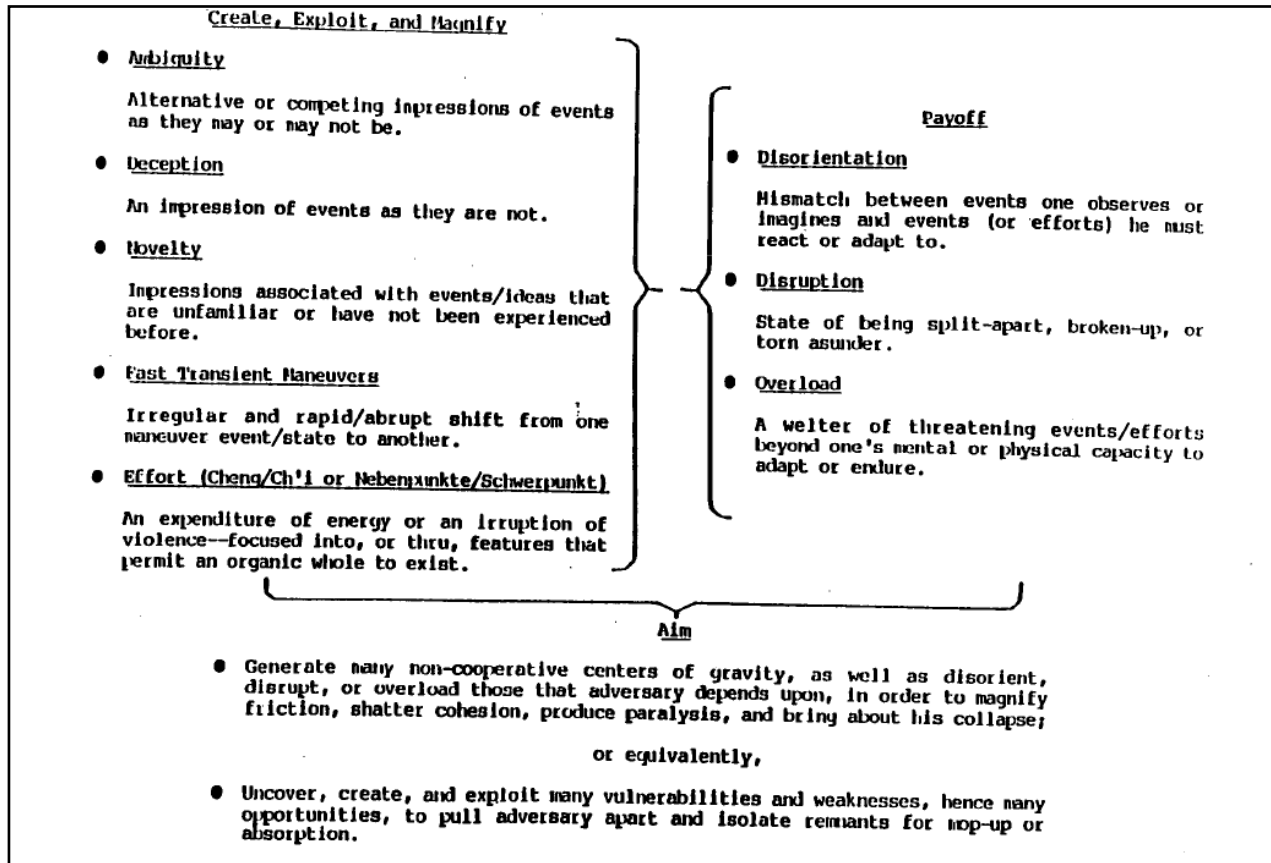 Create, Exploit, and Magnify
● Ambiguity
Alternative or competing impressions of events
as they may or may not be.
● Deception
An impression of events as they are not.
● Novelty
Impressions associated with events/ideas that
are unfamiliar or have not been experienced
before.
● Fast Transient Maneuvers
Irregular and rapid/abrupt shift from one
maneuver event/state to another.
● Effort (Cheng/Ch'i or Nebenpunkte/Schwerpunkt)
An expenditure of energy or an irruption of
violence--focused into, or thru, features that
permit an organic whole to exist.
Payoff
● Disorientation
Mismatch between events one observes or
imagines and events (or efforts) he must
react or adapt to.
● Disruption
State of being split-apart, broken-up, or
torn asunder.
● Overload
A welter of threatening events/efforts
beyond one's mental or physical capacity to
adapt or endure.
Aim
● Generate many non-cooperative centers of gravity, as well as disorient,
disrupt, or overload those that adversary depends upon, in order to magnify
friction, shatter cohesion, produce paralysis, and bring about his collapse;
or equivalently,
● Uncover, create, and exploit many vulnerabilities and weaknesses, hence many
opportunities, to pull adversary apart and isolate remnants for mop-up or
absorption.